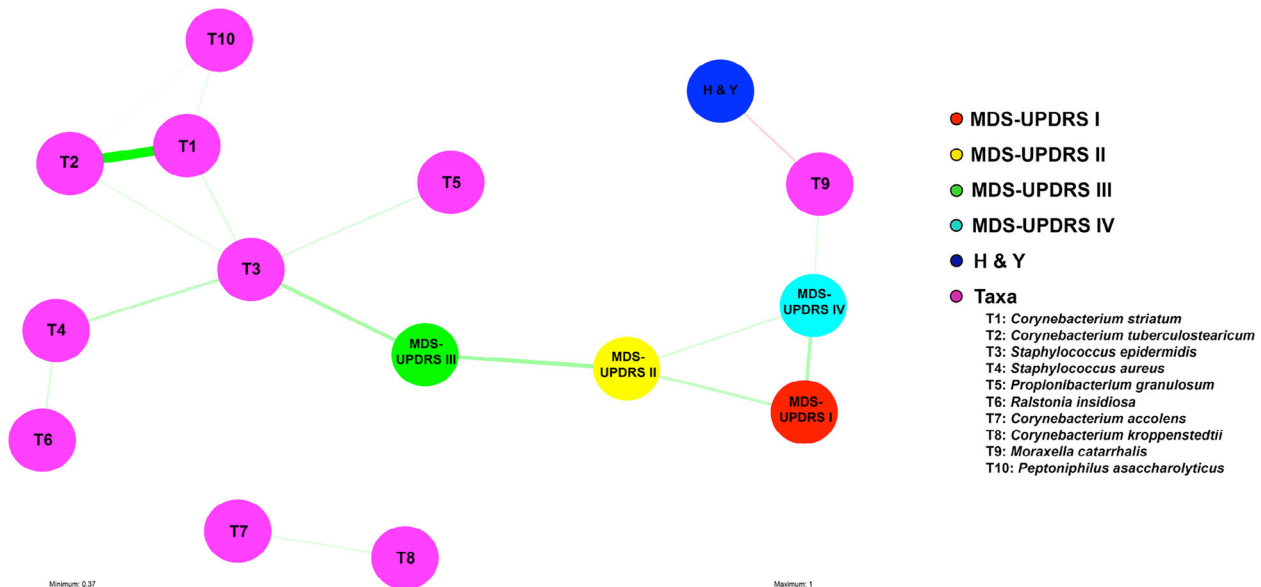 T10
H & Y
T1
T2
T5
T9
T3
MDS-
UPDRS IV
T4
MDS-
UPDRS III
MDS-
UPDRS II
MDS-
UPDRS I
T6
T7
T8
Minimum: 0.37
Maximum: 1
MDS-UPDRS I
MDS-UPDRS II
MDS-UPDRS III
MDS-UPDRS IV
H & Y
Taxa
T1: Corynebacterium striatum
T2: Corynebacterium tuberculostearicum
T3: Staphylococcus epidermidis
T4: Staphylococcus aureus
T5: Propionibacterium granulosum
T6: Ralstonia insidiosa
T7: Corynebacterium accolens
T8: Corynebacterium kroppenstedtii
T9: Moraxella catarrhalis
T10: Peptoniphilus asaccharolyticus